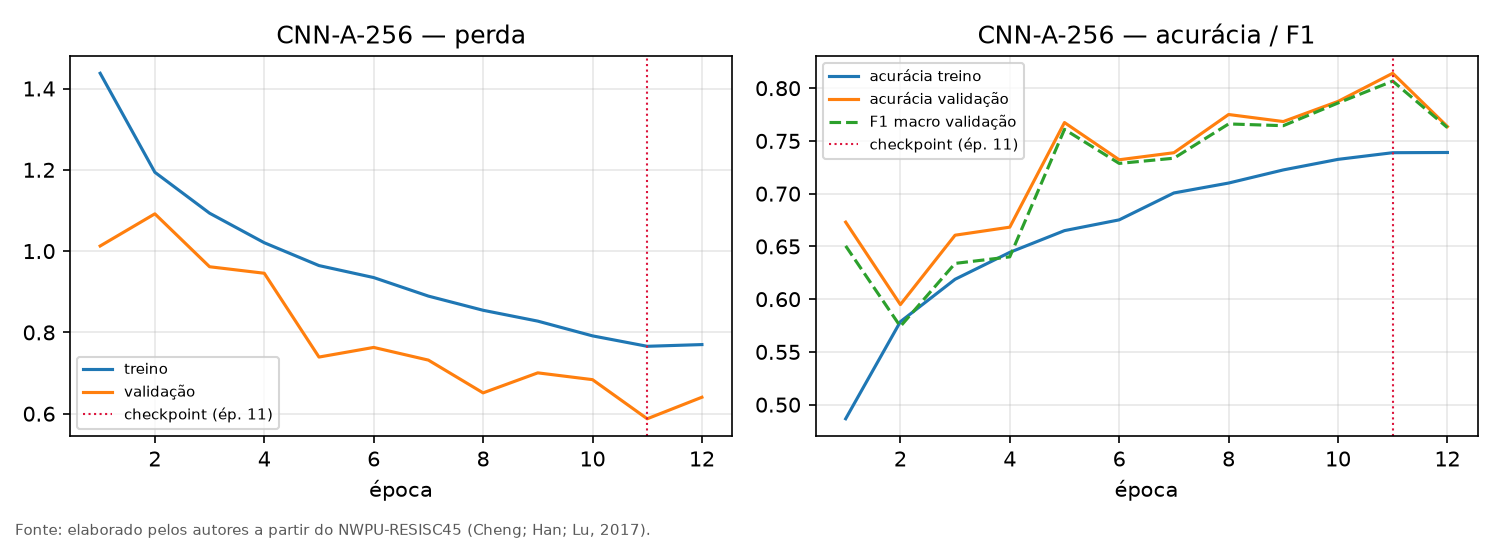 CNN-A-256 — perda
1.4
1.2
1.0
0.8
0.6
treino
validação
checkpoint (ép. 11)
2 4 6 8 10 12
época
CNN-A-256 — acurácia / F1
0.80
0.75
0.70
0.65
0.60
0.55
0.50
acurácia treino
acurácia validação
F1 macro validação
checkpoint (ép. 11)
2 4 6 8 10 12
época
Fonte: elaborado pelos autores a partir do NWPU-RESISC45 (Cheng; Han; Lu, 2017).